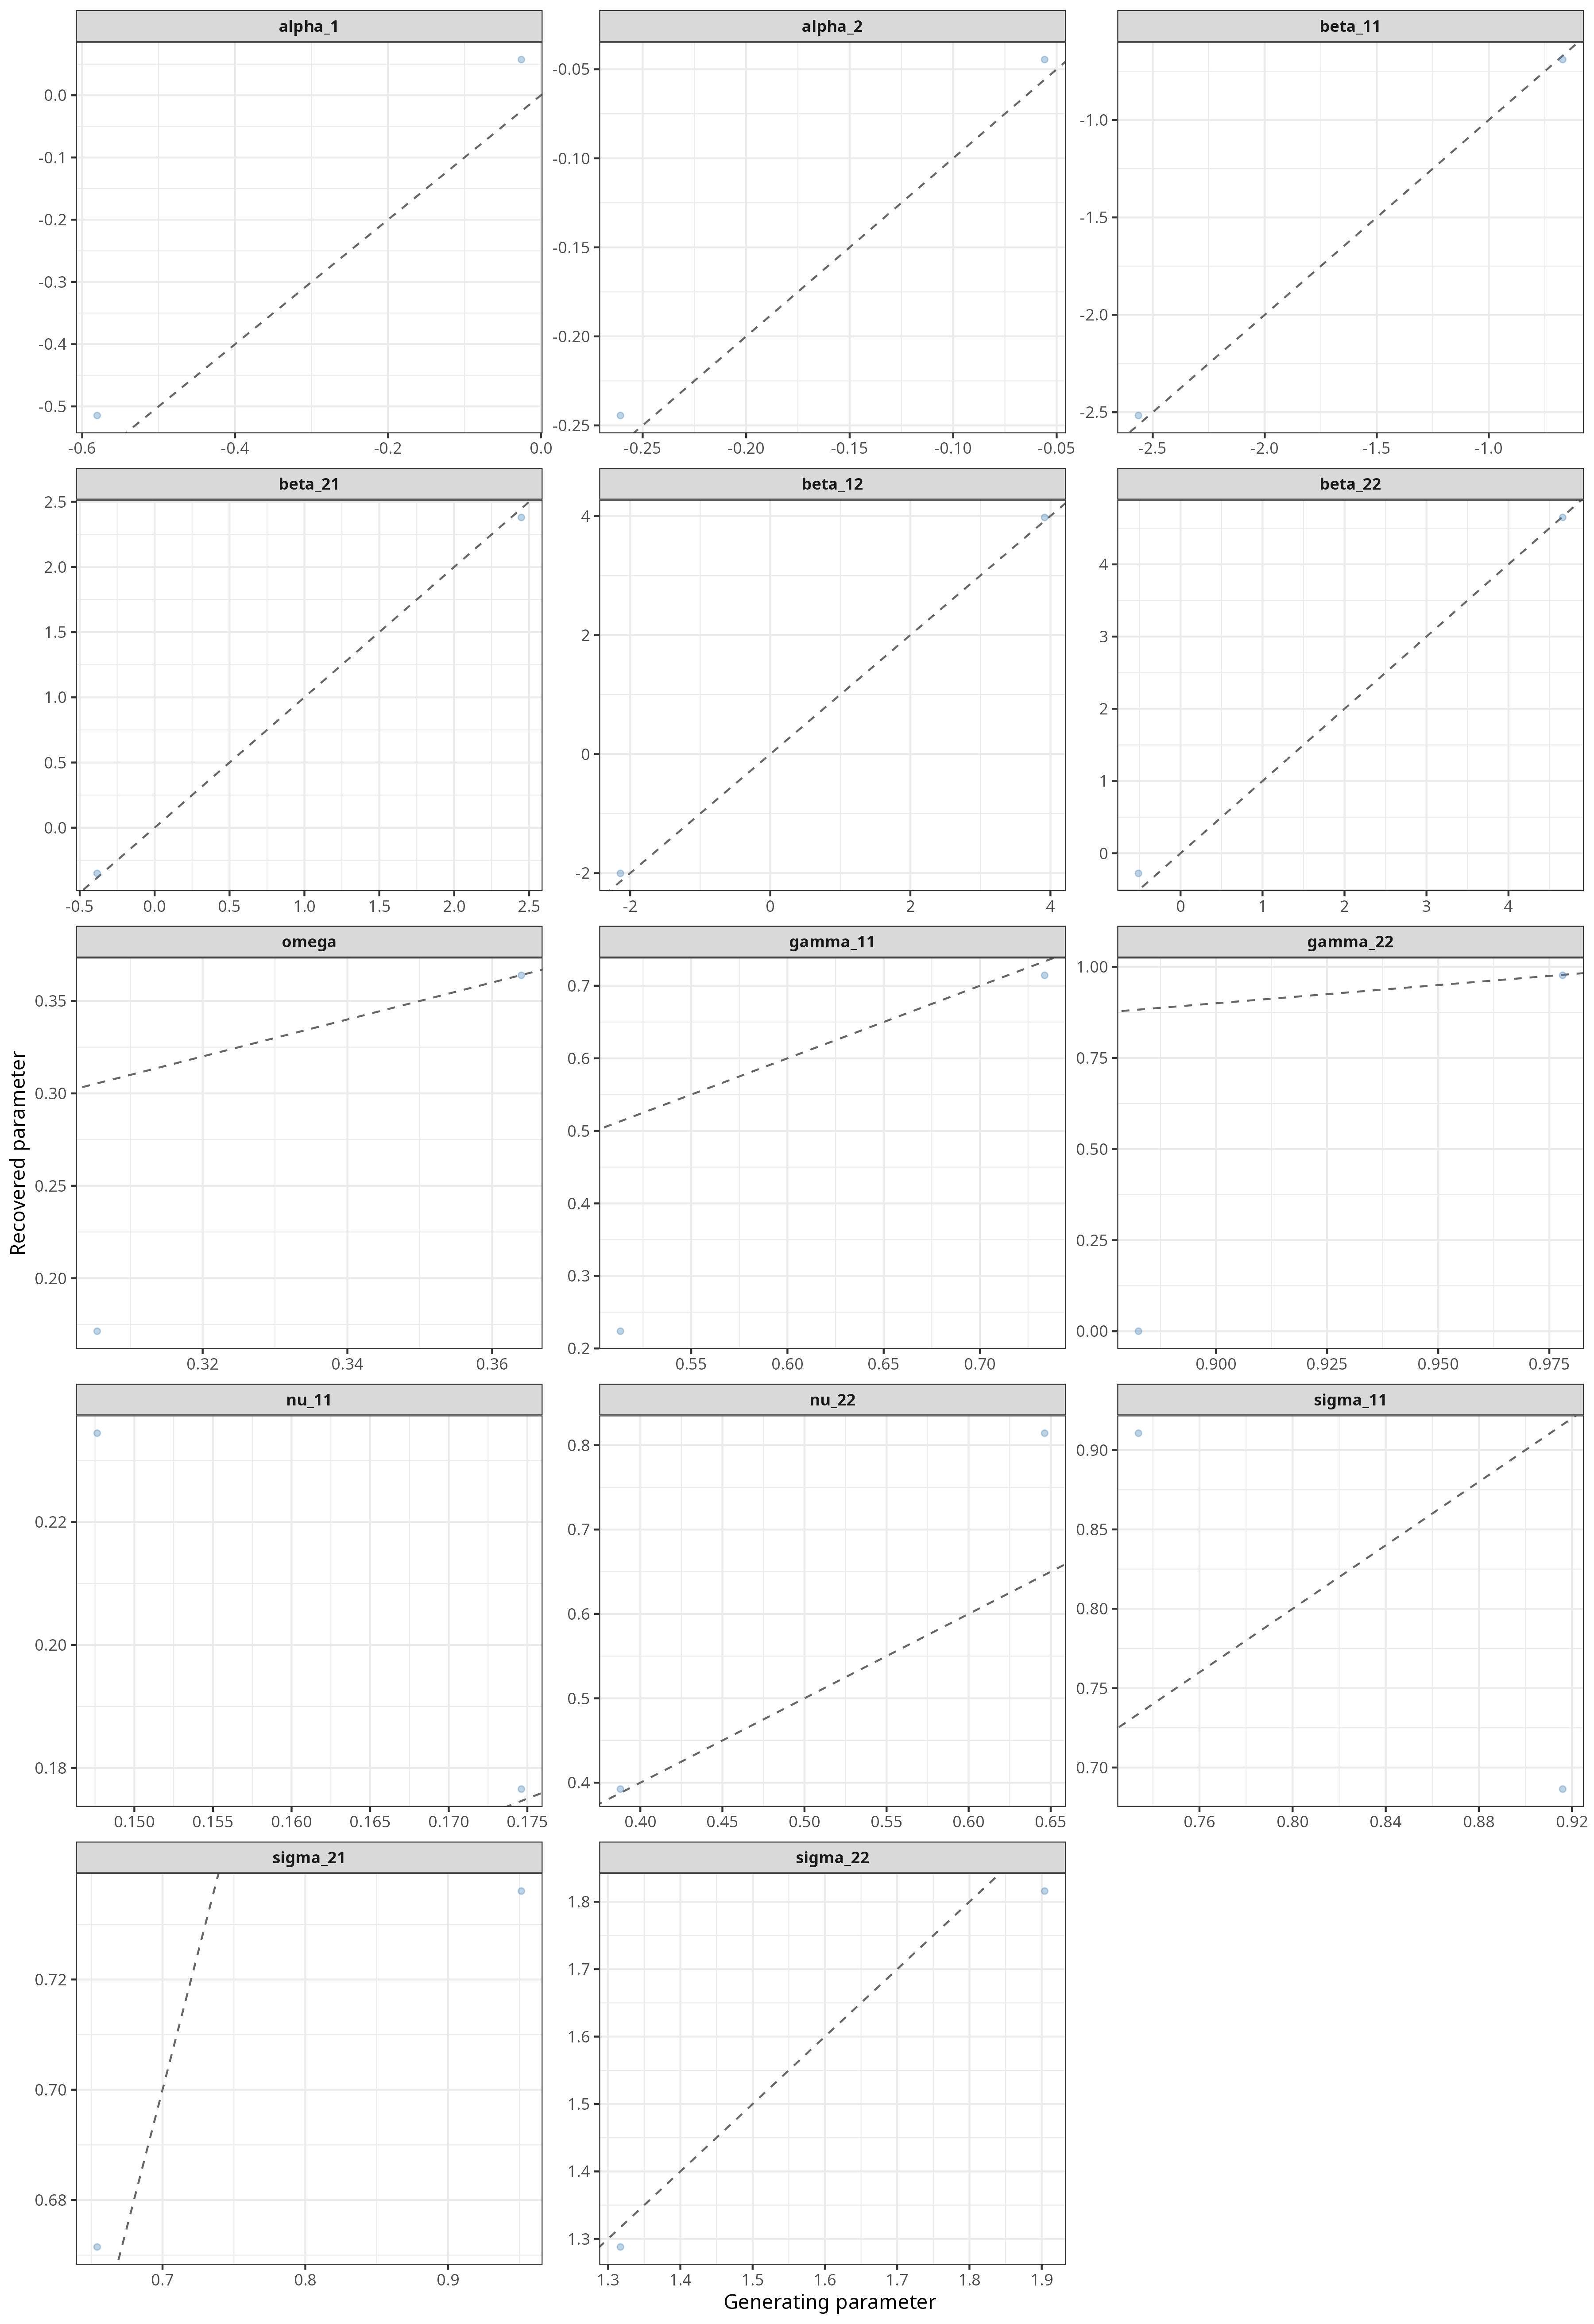 alpha_1 alpha_2 beta_11
0.0 -0.1 -0.2 -0.3 -0.4 -0.5
-0.05 -0.10 -0.15 -0.20 -0.25
-1.0 -1.5 -2.0 -2.5
-0.6 -0.4 -0.2 0.0
-0.25 -0.20 -0.15 -0.10 -0.05
-2.5 -2.0 -1.5 -1.0
beta_21 beta_12 beta_22
2.5 2.0 1.5 1.0 0.5 0.0
4 2 0 -2
4 3 2 1 0
-0.5 0.0 0.5 1.0 1.5 2.0 2.5
-2 0 2 4
0 1 2 3 4
omega gamma_11 gamma_22
0.35 0.30 0.25 0.20
0.7 0.6 0.5 0.4 0.3 0.2
1.00 0.75 0.50 0.25 0.00
0.32 0.34 0.36
0.55 0.60 0.65 0.70
0.900 0.925 0.950 0.975
Recovered parameter
nu_11 nu_22 sigma_11
0.22 0.20 0.18
0.8 0.7 0.6 0.5 0.4
0.90 0.85 0.80 0.75 0.70
0.150 0.155 0.160 0.165 0.170 0.175
0.40 0.45 0.50 0.55 0.60 0.65
0.76 0.80 0.84 0.88 0.92
sigma_21 sigma_22
0.72 0.70 0.68
1.8 1.7 1.6 1.5 1.4 1.3
0.7 0.8 0.9
1.3 1.4 1.5 1.6 1.7 1.8 1.9
Generating parameter